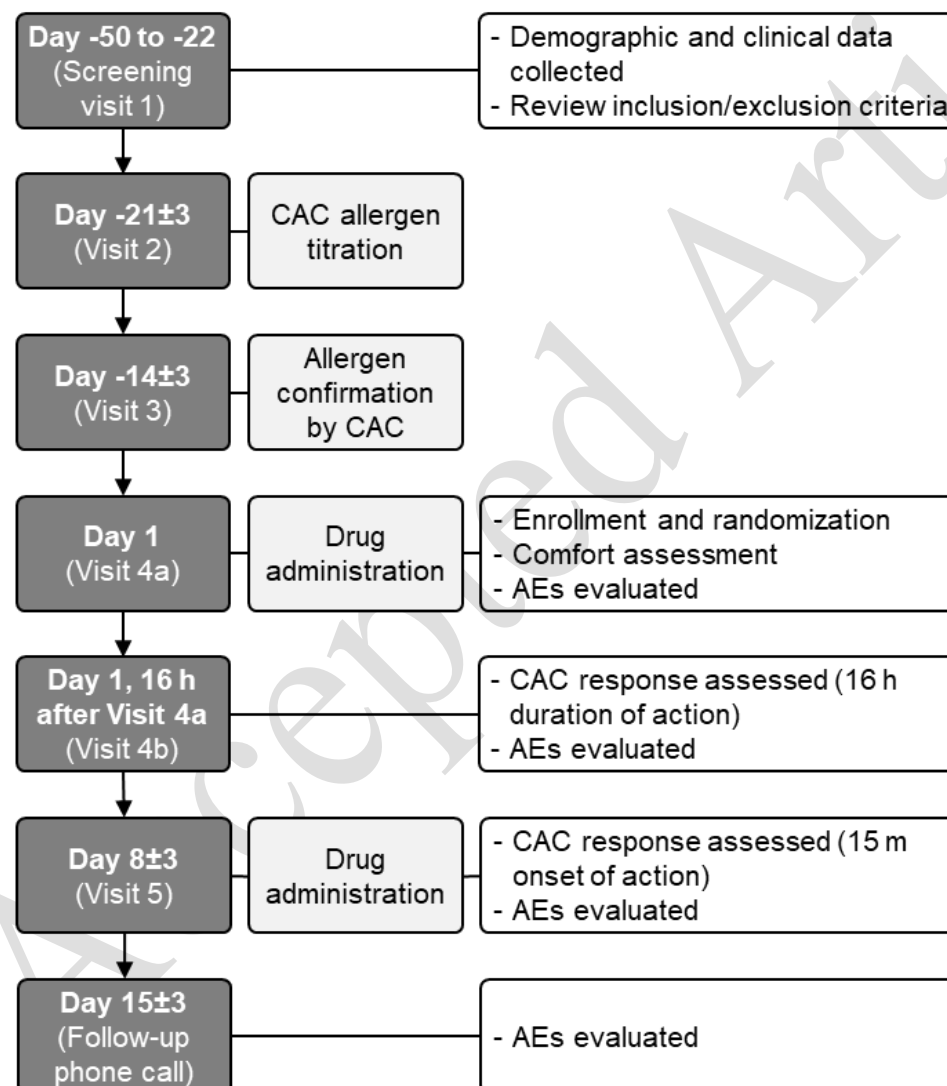 Day -50 to -22
(Screening
visit 1)
- Demographic and clinical data
collected
- Review inclusion/exclusion criteria
Day -21±3
(Visit 2)
CAC allergen
titration
Day -14±3
(Visit 3)
Allergen
confirmation
by CAC
Day 1
(Visit 4a)
Drug
administration
- Enrollment and randomization
- Comfort assessment
- AEs evaluated
Day 1, 16 h
after Visit 4a
(Visit 4b)
- CAC response assessed (16 h
duration of action)
- AEs evaluated
Day 8±3
(Visit 5)
Drug
administration
- CAC response assessed (15 m
onset of action)
- AEs evaluated
Day 15±3
(Follow-up
phone call)
- AEs evaluated
Accepted Arti